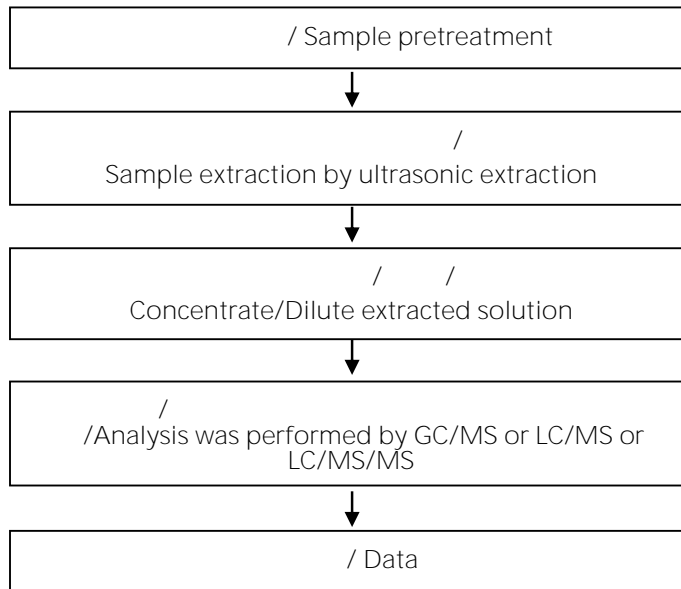 / Sample pretreatment
/
Sample extraction by ultrasonic extraction
/ /
Concentrate/Dilute extracted solution
/
/Analysis was performed by GC/MS or LC/MS or
LC/MS/MS
/ Data